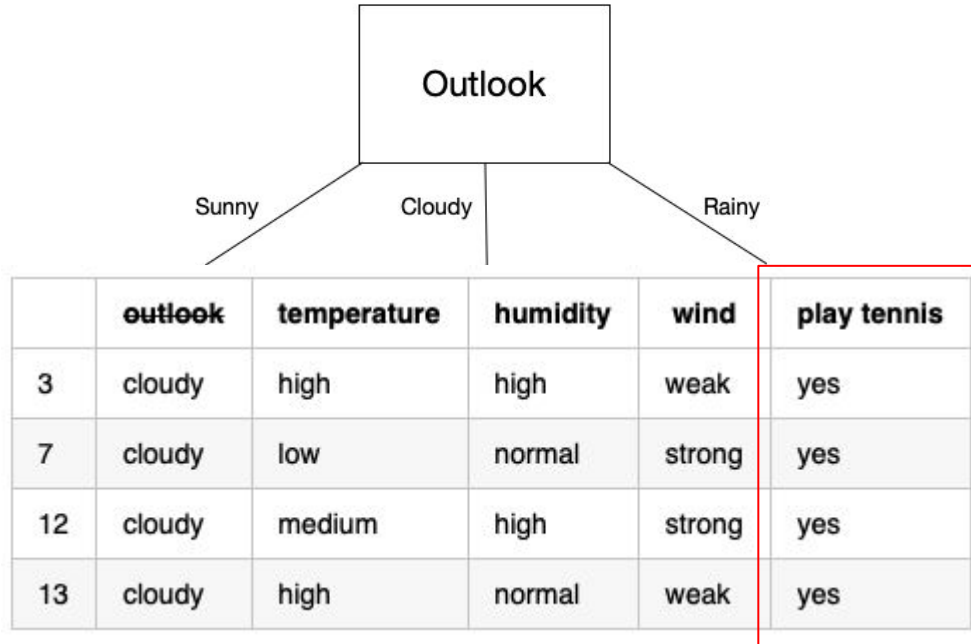 Outlook
Sunny Cloudy Rainy
outlook temperature humidity wind play tennis
3 cloudy high high weak yes
7 cloudy low normal strong yes
12 cloudy medium high strong yes
13 cloudy high normal weak yes